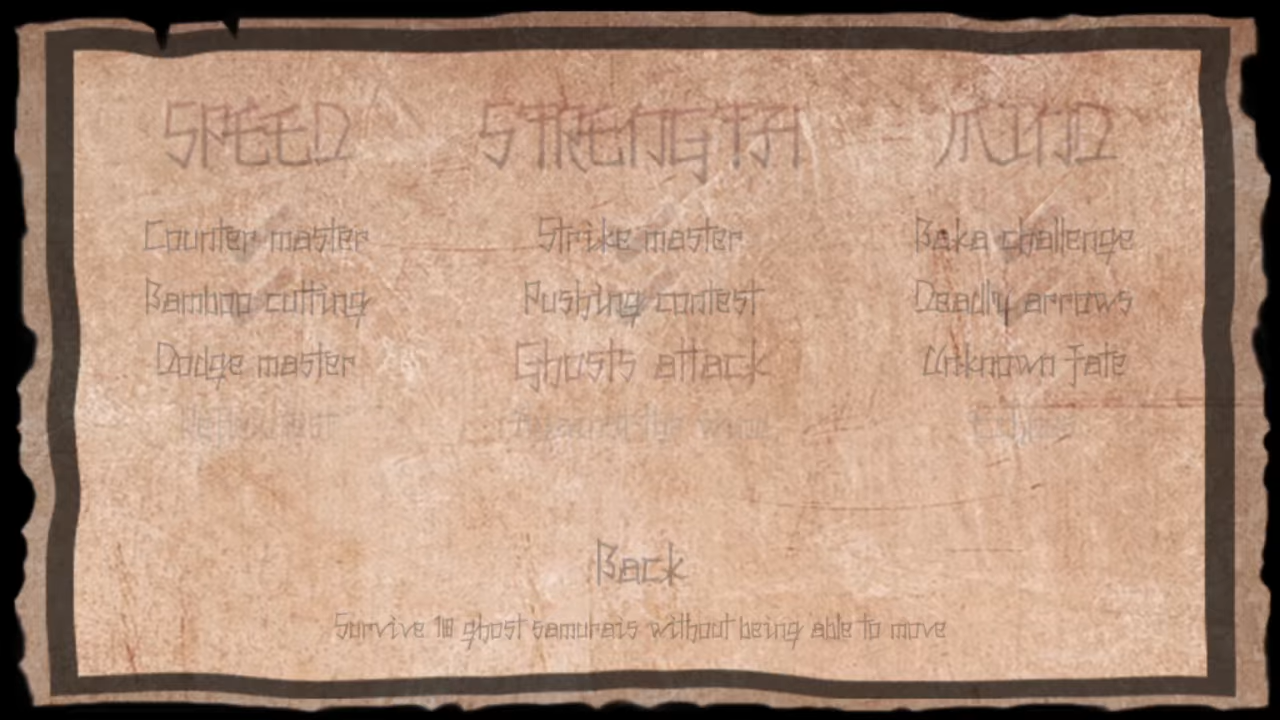 SPEED STRENGTH MIND
Counter master Strike master Baka challenge
Bamboo cutting Pushing contest Deadly arrows
Dodge master Ghosts attack Unknown fate
Back
Survive 10 ghost samurais without being able to move